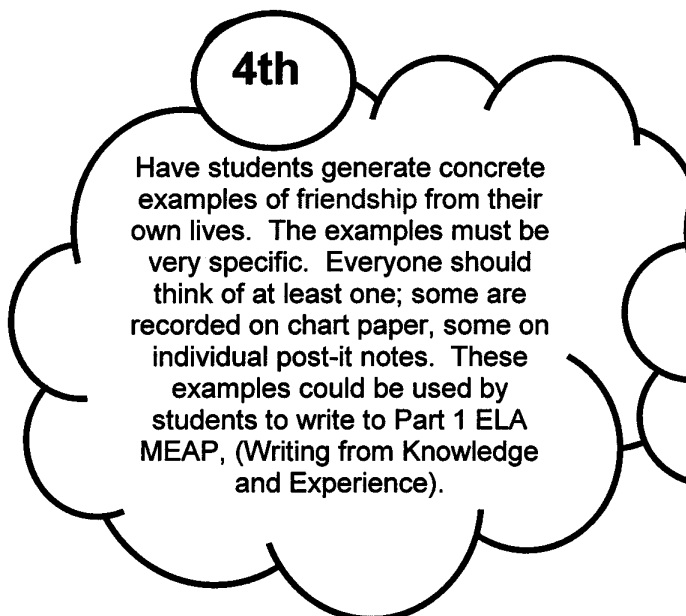 4th
Have students generate concrete
examples of friendship from their
own lives.  The examples must be
very specific.  Everyone should
think of at least one; some are
recorded on chart paper, some on
individual post-it notes.  These
examples could be used by
students to write to Part 1 ELA
MEAP, (Writing from Knowledge
and Experience).